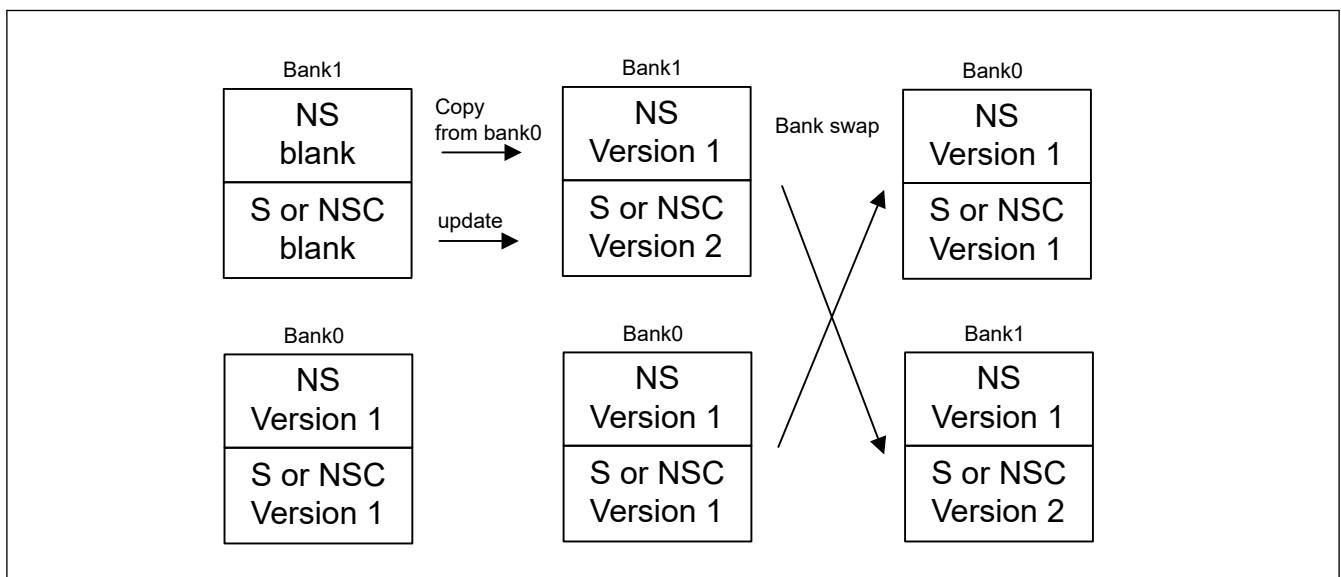 Bank1
NS
blank
S or NSC
blank
Copy
from bank0
update
Bank1
NS
Version 1
S or NSC
Version 2
Bank swap
Bank0
NS
Version 1
S or NSC
Version 1
Bank0
NS
Version 1
S or NSC
Version 1
Bank0
NS
Version 1
S or NSC
Version 1
Bank1
NS
Version 1
S or NSC
Version 2